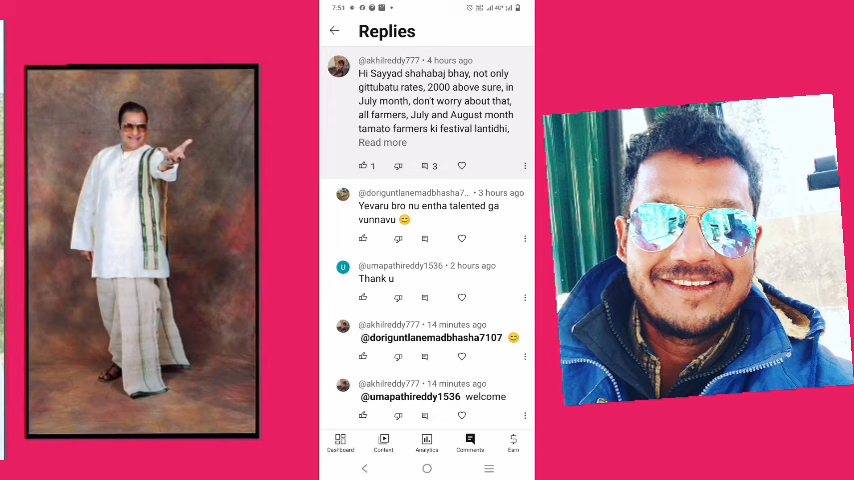 7:51
Replies
@akhilreddy777 • 4 hours ago
Hi Sayyad shahabaj bhay, not only
gittubatu rates, 2000 above sure, in
July month, don't worry about that,
all farmers, July and August month
tamato farmers ki festival lantidhi,
Read more
1 3
@doriguntlanemadbhasha7... • 3 hours ago
Yevaru bro nu entha talented ga
vunnavu 😊
U @umapathireddy1536 • 2 hours ago
Thank u
@akhilreddy777 • 14 minutes ago
@doriguntlanemadbhasha7107 😊
@akhilreddy777 • 14 minutes ago
@umapathireddy1536 welcome
Dashboard Content Analytics Comments Earn